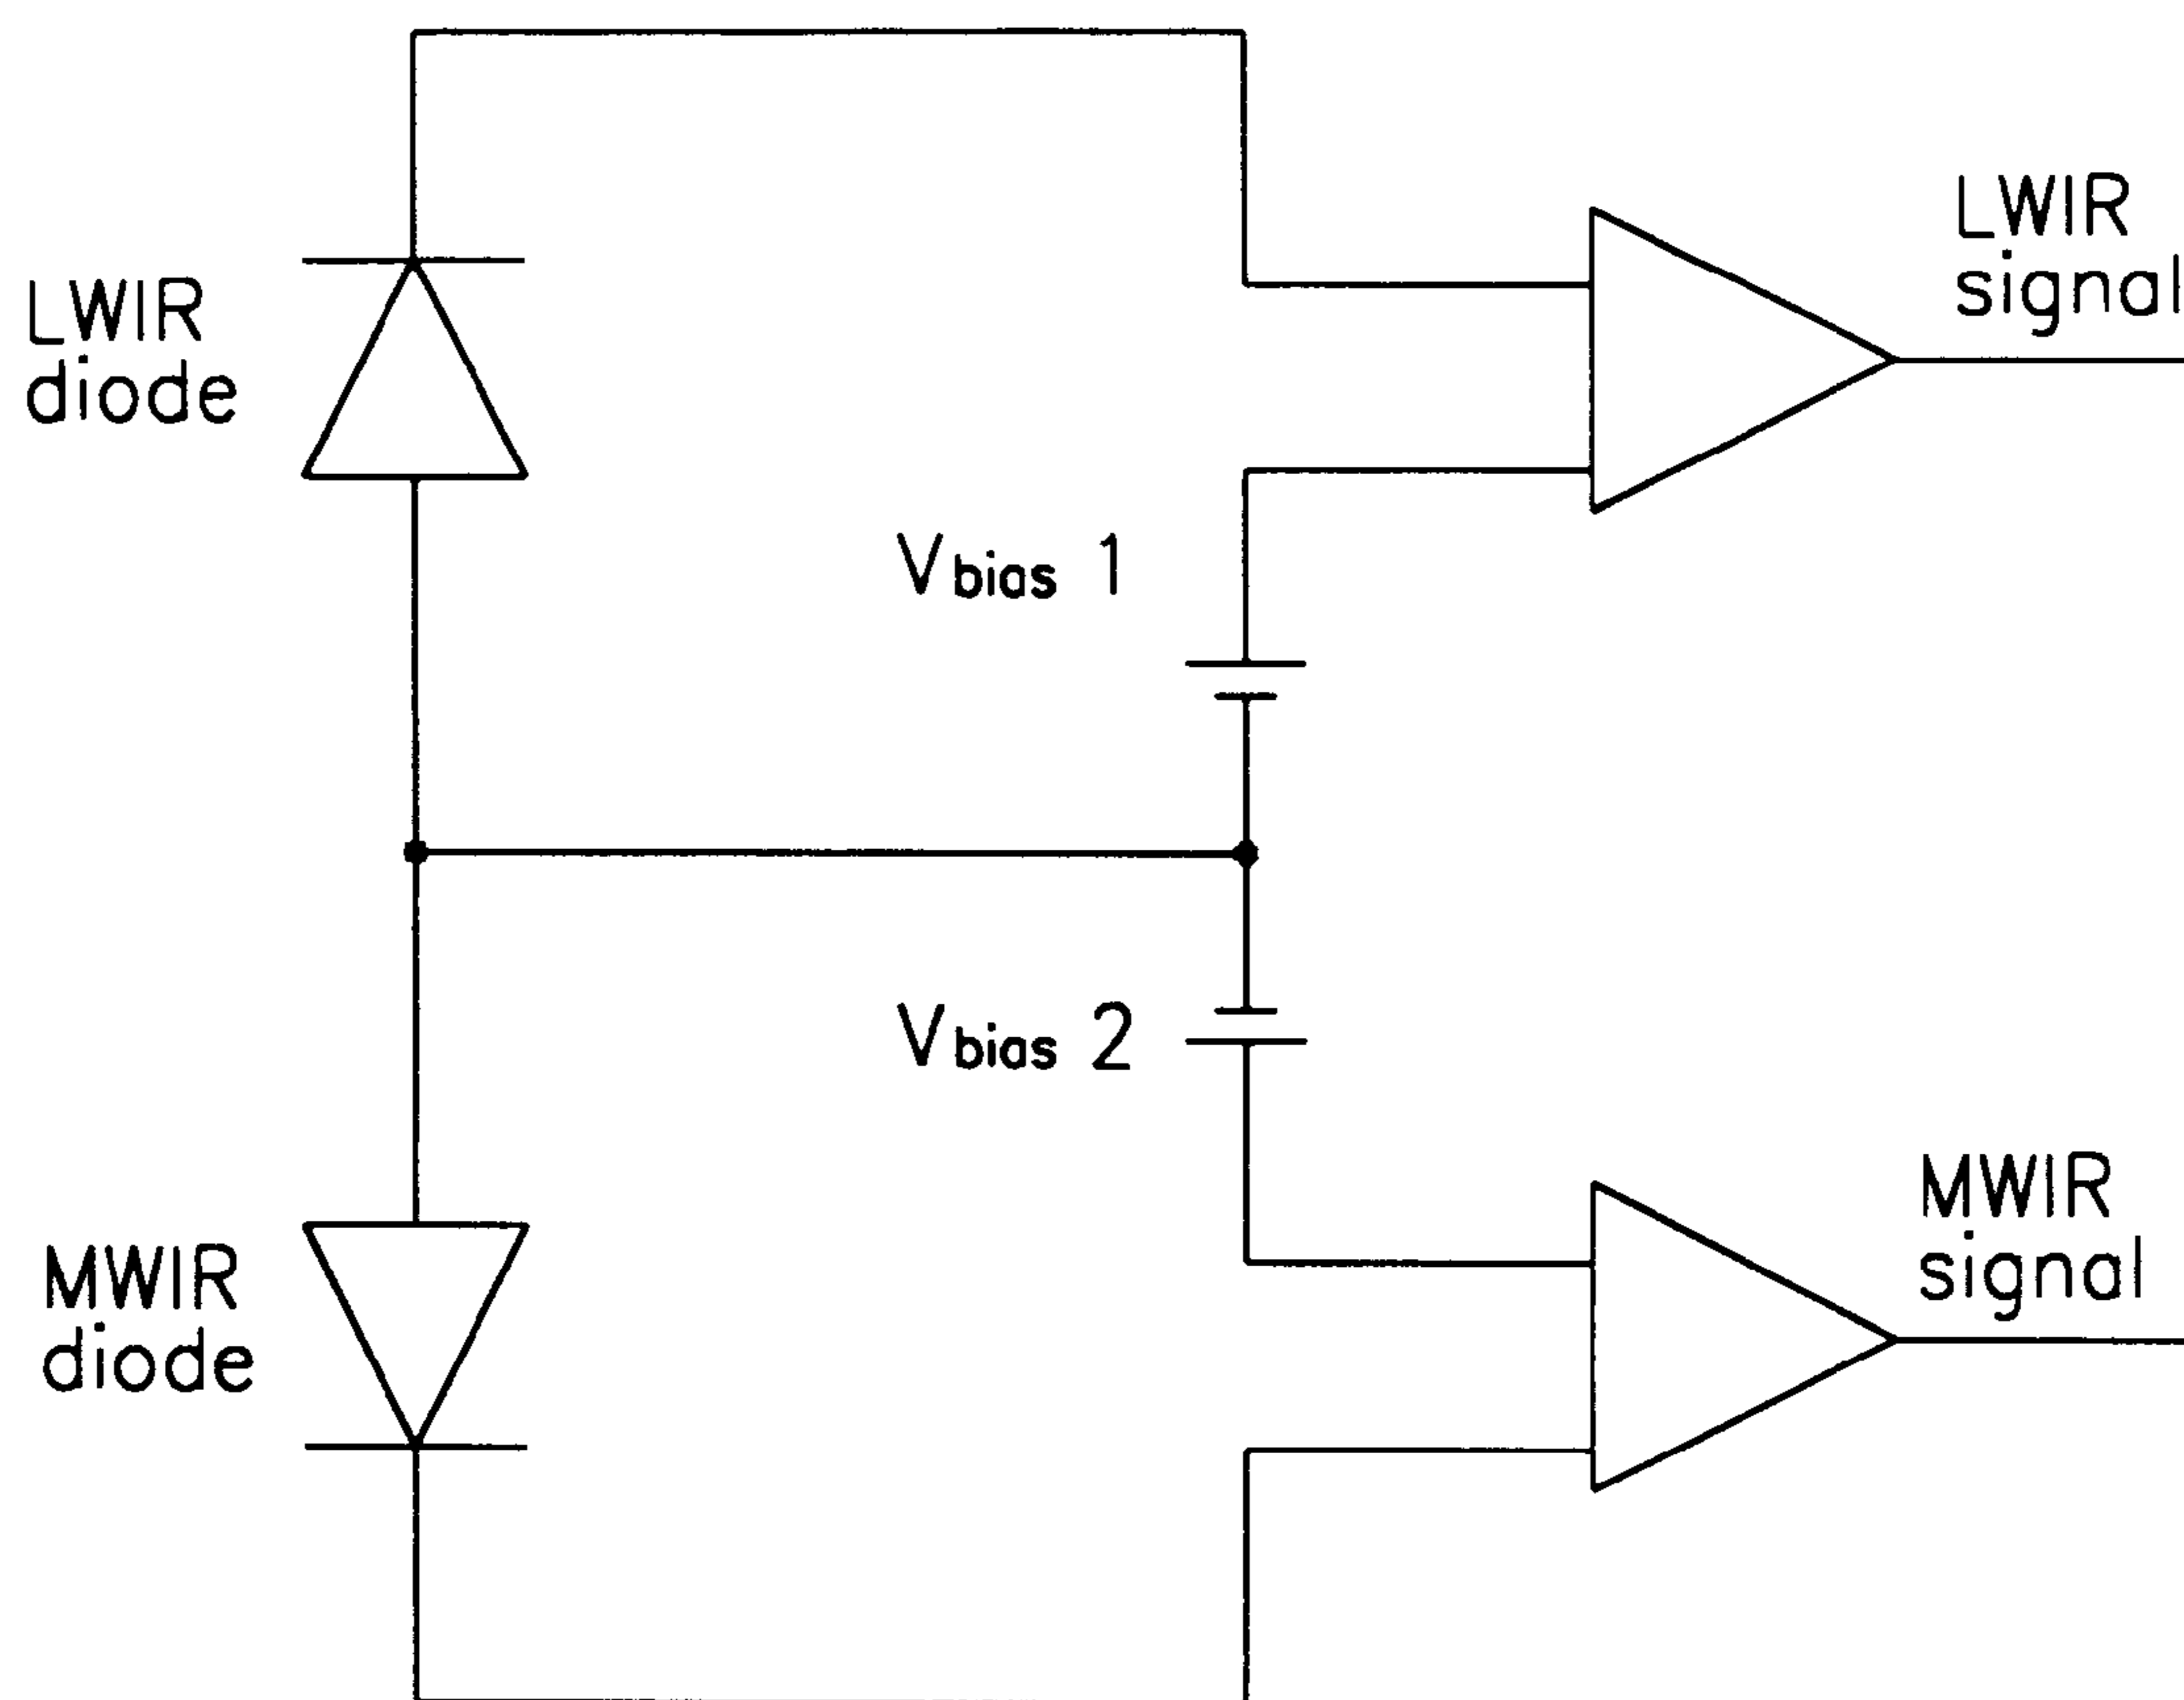 LWIR
signal
LWIR
diode
Vbias 1
Vbias 2
MWIR
signal
MWIR
diode